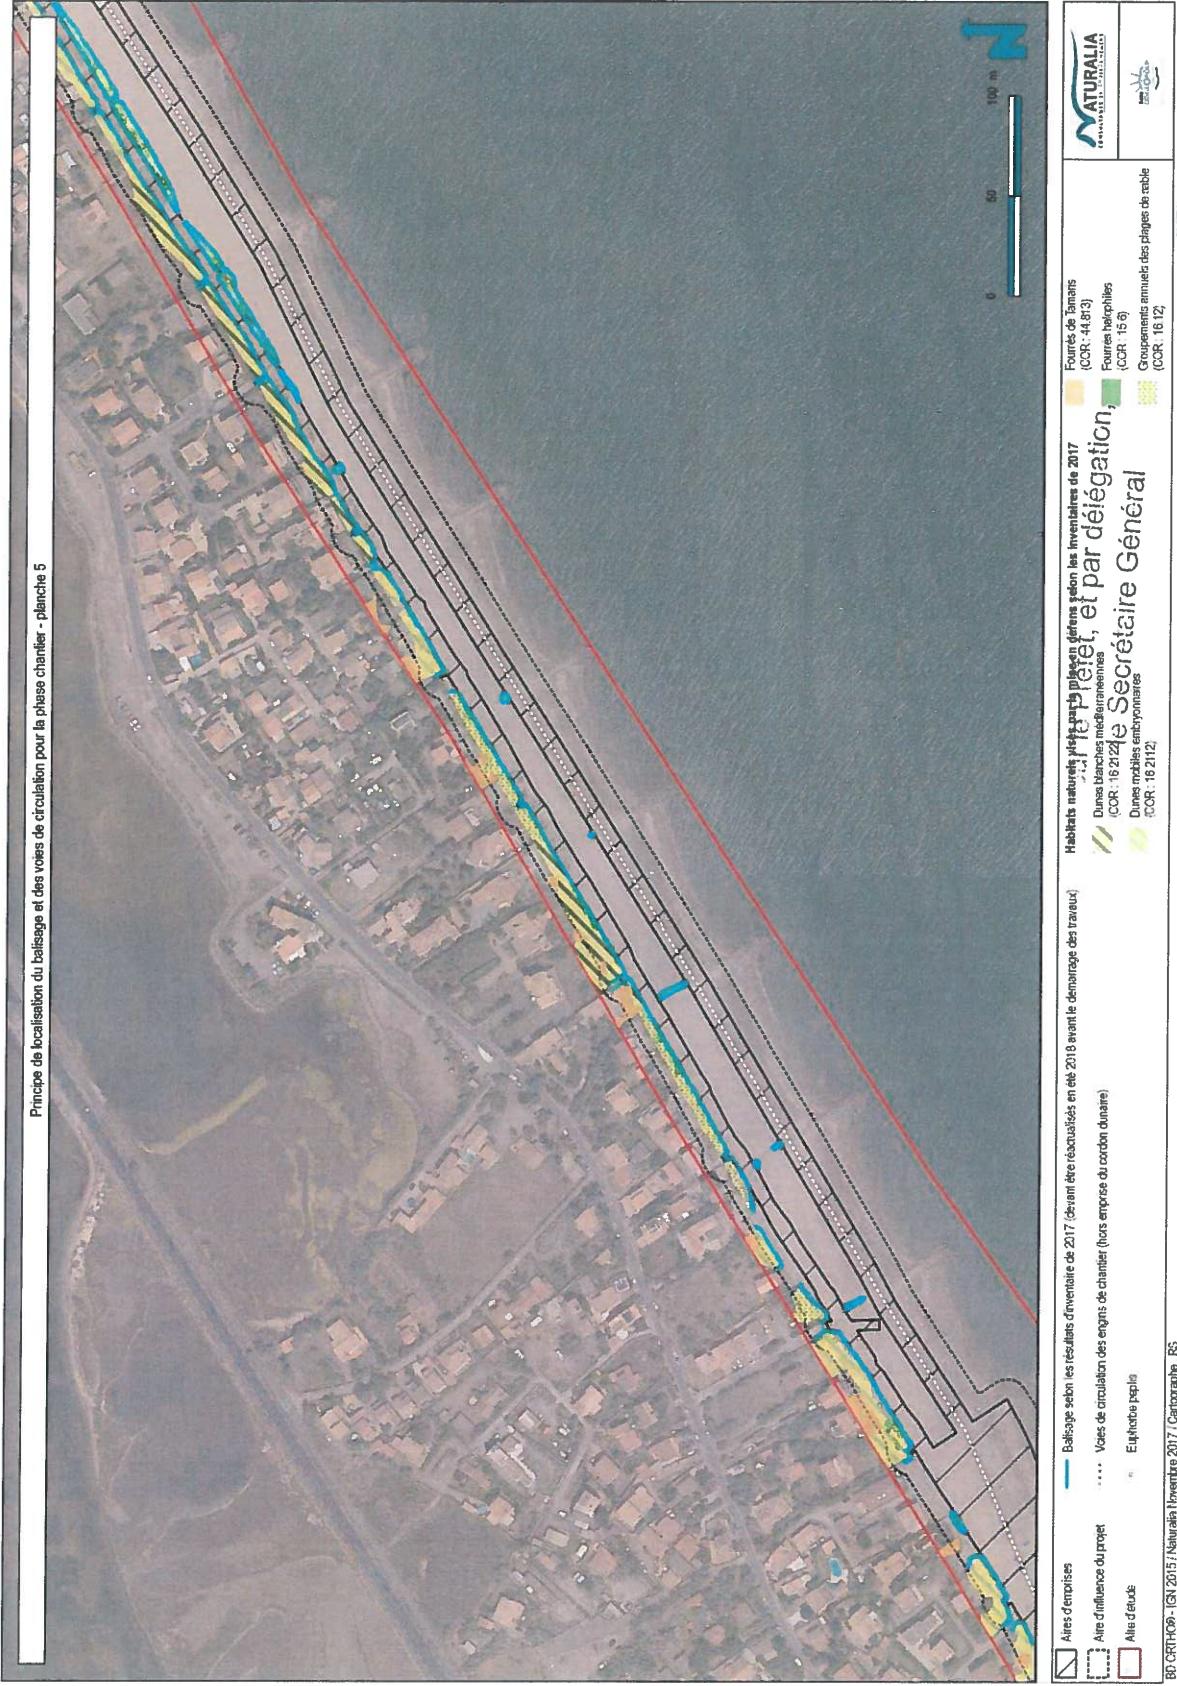 Principe de localisation du balisage et des voies de circulation pour la phase chantier - planche 5
N
0 50 100 m
Aires d'emprises
Aire d'influence du projet
Aire d'étude
Balisage selon les résultats d'inventaire de 2017 (devant être réactualisés en été 2018 avant le démarrage des travaux)
Voies de circulation des engins de chantier (hors emprise du cordon dunaire)
Euphorbe peplis
Habitats naturels visés par la mise en défens selon les inventaires de 2017
Dunes blanches méditerranéennes
(COR : 16.2122)
Dunes mobiles embryonnaires
(COR : 16.2112)
Fourrés de Tamaris
(COR : 44.813)
Fourrés halophiles
(COR : 15.6)
Groupements annuels des plages de sable
(COR : 16.12)
le Préfet, et par délégation,
le Secrétaire Général
NATURALIA
BD ORTHO® - IGN 2015 / Naturalia Novembre 2017 / Cartographe : RS